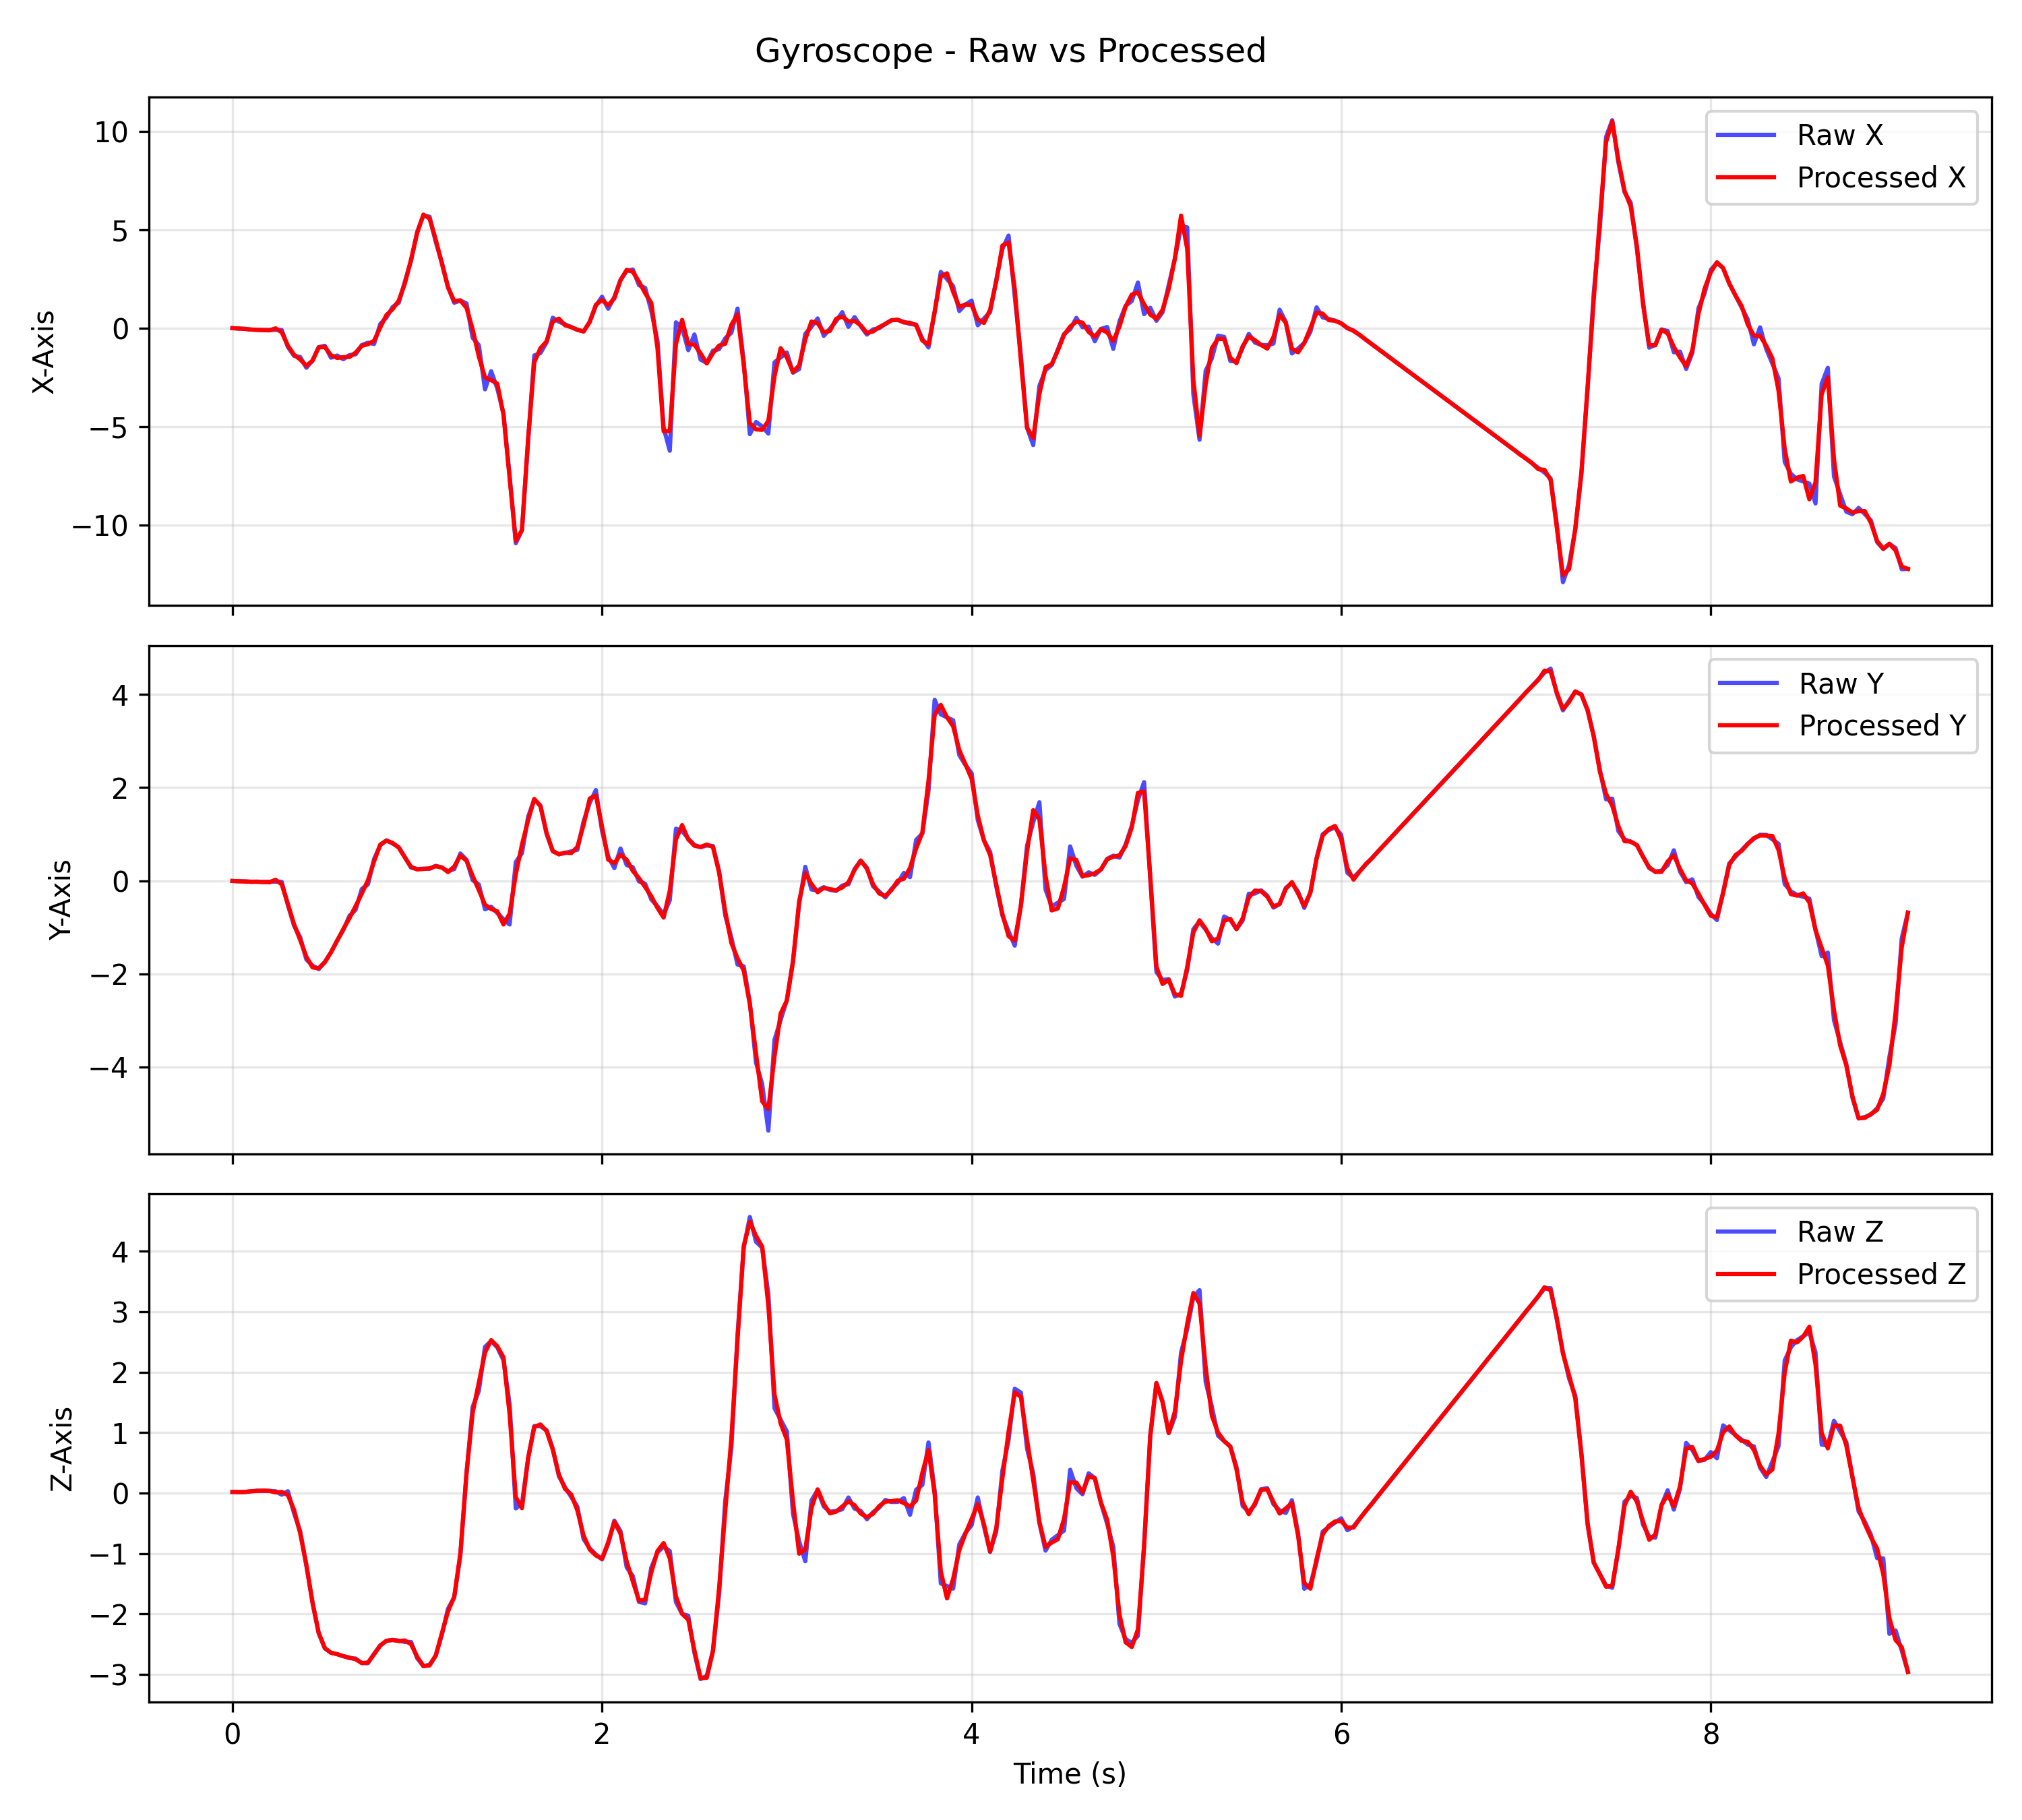 Gyroscope - Raw vs Processed
10
5
0
−5
−10
X-Axis
Raw X
Processed X
4
2
0
−2
−4
Y-Axis
Raw Y
Processed Y
4
3
2
1
0
−1
−2
−3
Z-Axis
Raw Z
Processed Z
0 2 4 6 8
Time (s)